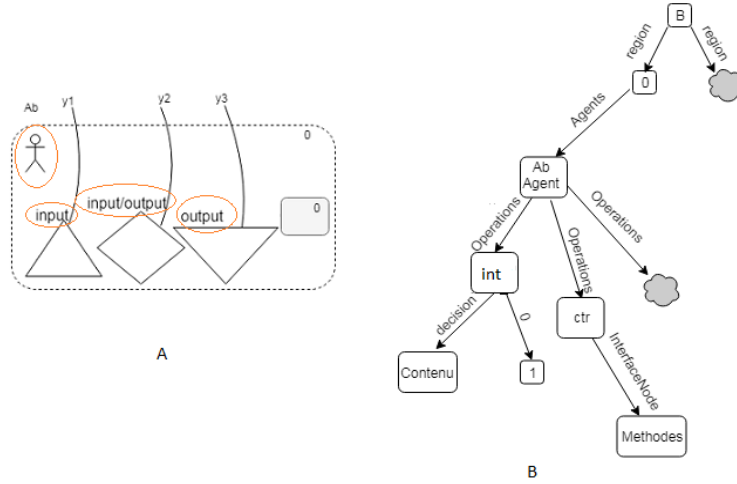 Ab
y1
y2
y3
0
input
input/output
output
0
A
B
region
region
0
Agents
Ab
Agent
Operations
Operations
Operations
int
decision
0
ctr
Contenu
1
InterfaceNode
Methodes
B